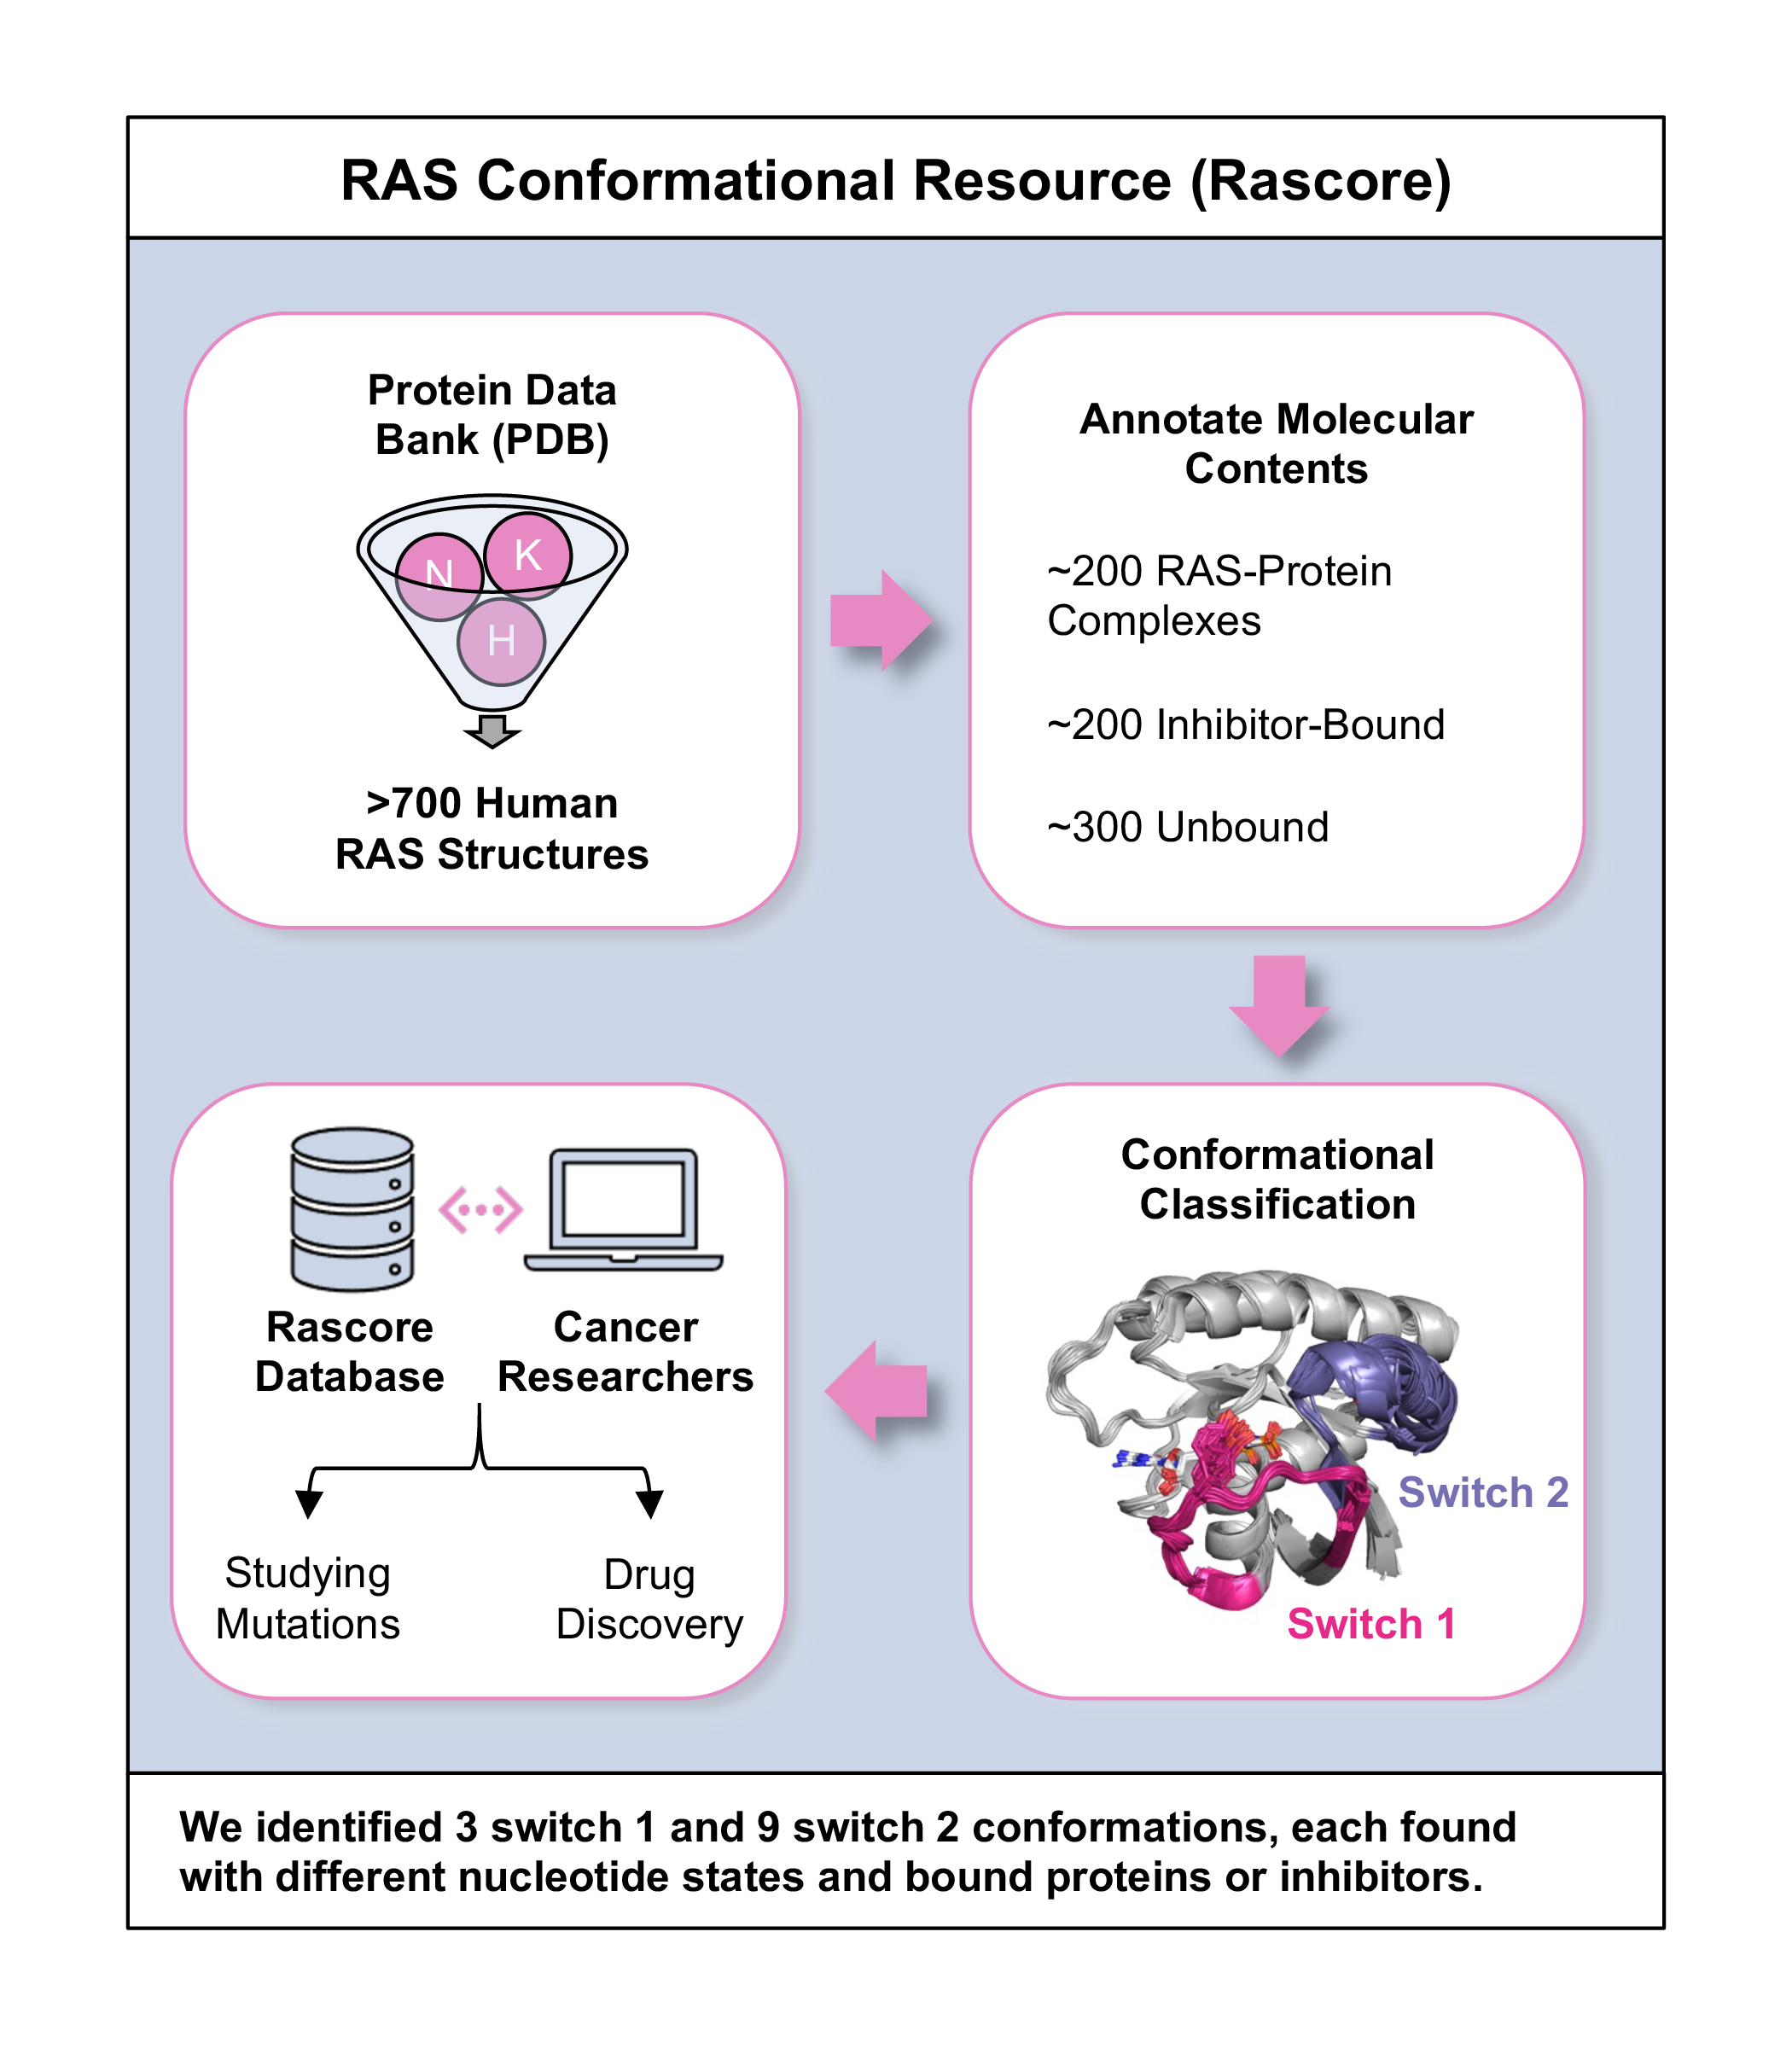 RAS Conformational Resource (Rascore)
Protein Data
Bank (PDB)
N
K
H
>700 Human
RAS Structures
Annotate Molecular
Contents
~200 RAS-Protein
Complexes
~200 Inhibitor-Bound
~300 Unbound
Conformational
Classification
Switch 2
Switch 1
Rascore
Database
Cancer
Researchers
Studying
Mutations
Drug
Discovery
We identified 3 switch 1 and 9 switch 2 conformations, each found
with different nucleotide states and bound proteins or inhibitors.